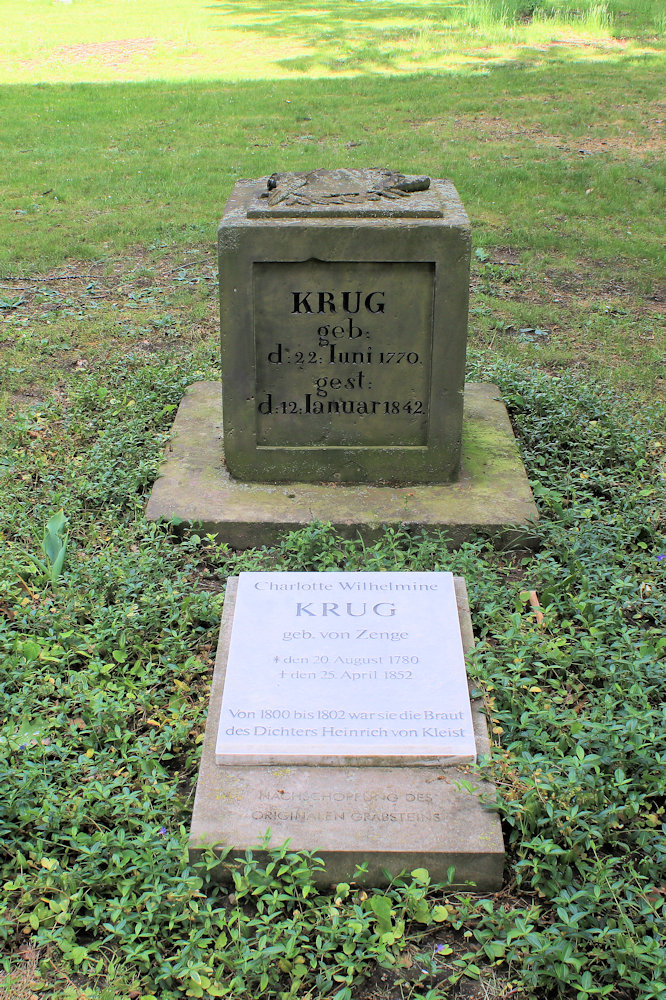 KRUG
geb:
d:22: Juni 1770.
gest:
d:12: Januar 1842.
Charlotte Wilhelmine
KRUG
geb. von Zenge
* den 20. August 1780
† den 25. April 1852
Von 1800 bis 1802 war sie die Braut
des Dichters Heinrich von Kleist
NACHSCHÖPFUNG DES
ORIGINALEN GRABSTEINS